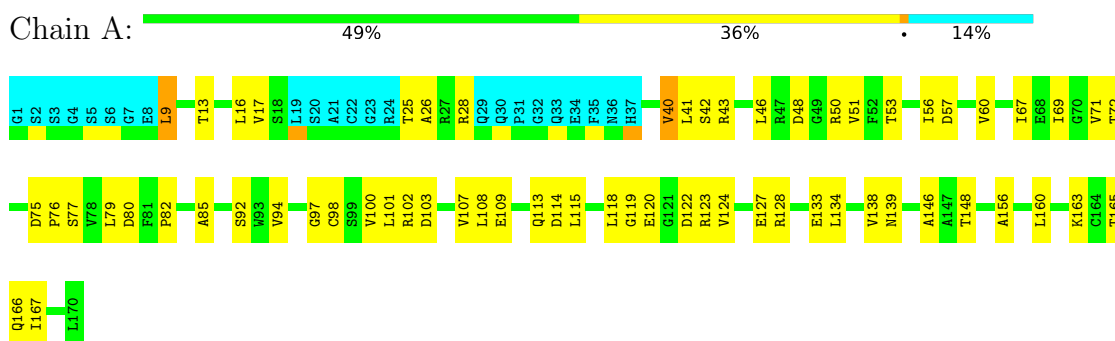 Chain A:
49% 36% • 14%
G1 S2 S3 G4 S5 S6 G7 E8 L9 T13 L16 V17 S18 L19 S20 A21 C22 G23 R24 T25 A26 R27 R28 Q29 Q30 P31 G32 Q33 E34 F35 N36 H37 V40 L41 S42 R43 L46 R47 D48 G49 R50 V51 F52 T53 I56 D57 V60 I67 E68 I69 G70 V71 T72
D75 P76 S77 V78 L79 D80 F81 P82 A85 S92 W93 V94 G97 C98 S99 V100 L101 R102 D103 V107 L108 E109 Q113 D114 L115 L118 G119 E120 G121 D122 R123 V124 E127 R128 E133 L134 V138 N139 A146 A147 T148 A156 L160 K163 C164 T165
Q166 I167 L170